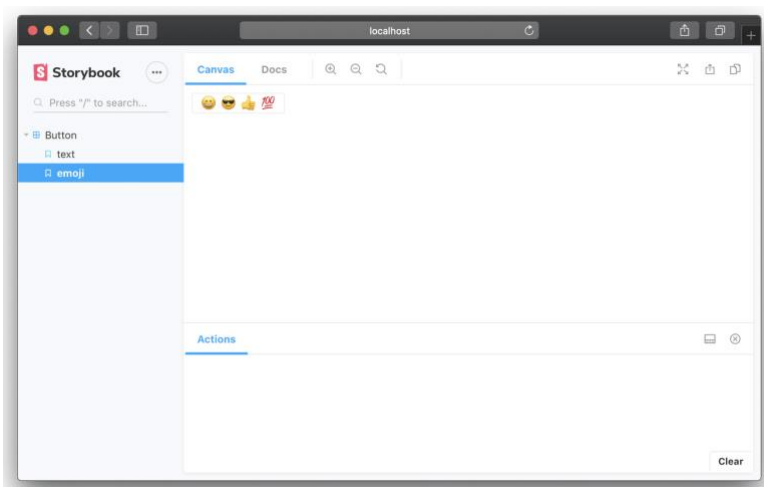 localhost
Storybook
Canvas Docs
Press "/" to search...
😀 😎 👍 💯
Button
text
emoji
Actions
Clear